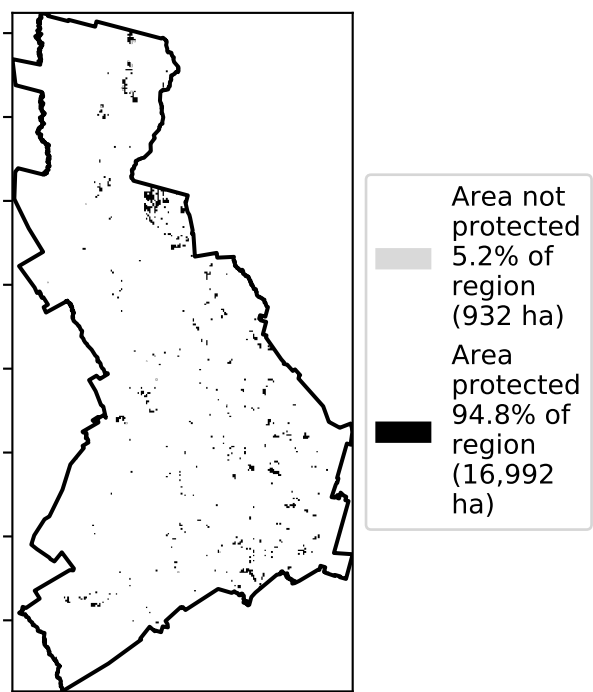 Area not
protected
5.2% of
region
(932 ha)
Area
protected
94.8% of
region
(16,992
ha)